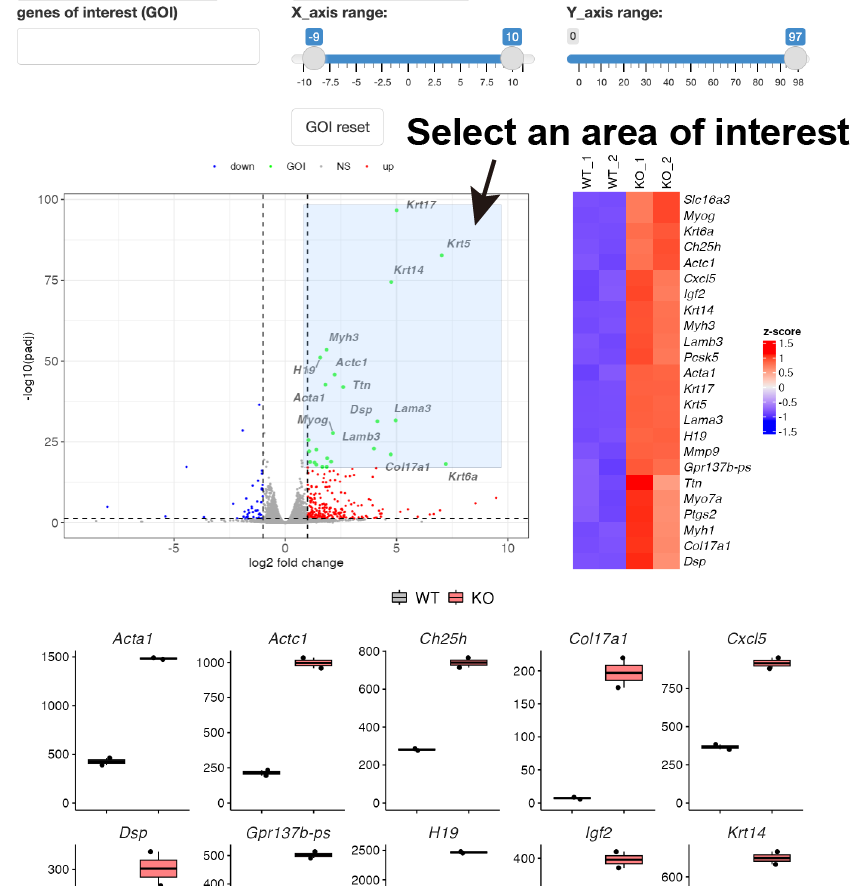 genes of interest (GOI)
X_axis range:
Y_axis range:
-9
10
0
97
-10 -7.5 -5 -2.5 0 2.5 5 7.5 10
0 10 20 30 40 50 60 70 80 90 98
GOI reset
Select an area of interest
down GOI NS up
WT_1 WT_2 KO_1 KO_2
100
75
50
25
0
-log10(padj)
-5 0 5 10
log2 fold change
Krt17
Krt5
Krt14
Myh3
H19
Actc1
Acta1
Ttn
Dsp
Lama3
Myog
Lamb3
Col17a1
Krt6a
Slc16a3
Myog
Krt6a
Ch25h
Actc1
Cxcl5
Igf2
Krt14
Myh3
Lamb3
Pcsk5
Acta1
Krt17
Krt5
Lama3
H19
Mmp9
Gpr137b-ps
Ttn
Myo7a
Ptgs2
Myh1
Col17a1
Dsp
z-score
1.5
1
0.5
0
-0.5
-1
-1.5
WT KO
Acta1
1500
1000
500
0
Actc1
1000
750
500
250
0
Ch25h
800
600
400
200
0
Col17a1
200
150
100
50
0
Cxcl5
750
500
250
0
Dsp
300
Gpr137b-ps
500
400
H19
2500
2000
Igf2
400
Krt14
600